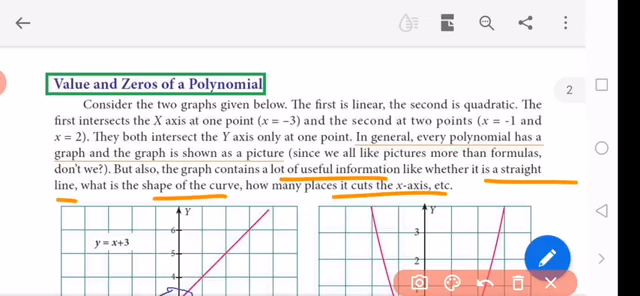 2
Value and Zeros of a Polynomial
Consider the two graphs given below. The first is linear, the second is quadratic. The
first intersects the X axis at one point (x = –3) and the second at two points (x = -1 and
x = 2). They both intersect the Y axis only at one point. In general, every polynomial has a
graph and the graph is shown as a picture (since we all like pictures more than formulas,
don't we?). But also, the graph contains a lot of useful information like whether it is a straight
line, what is the shape of the curve, how many places it cuts the x-axis, etc.
Y
6
y = x+3
5
4
Y
3
2